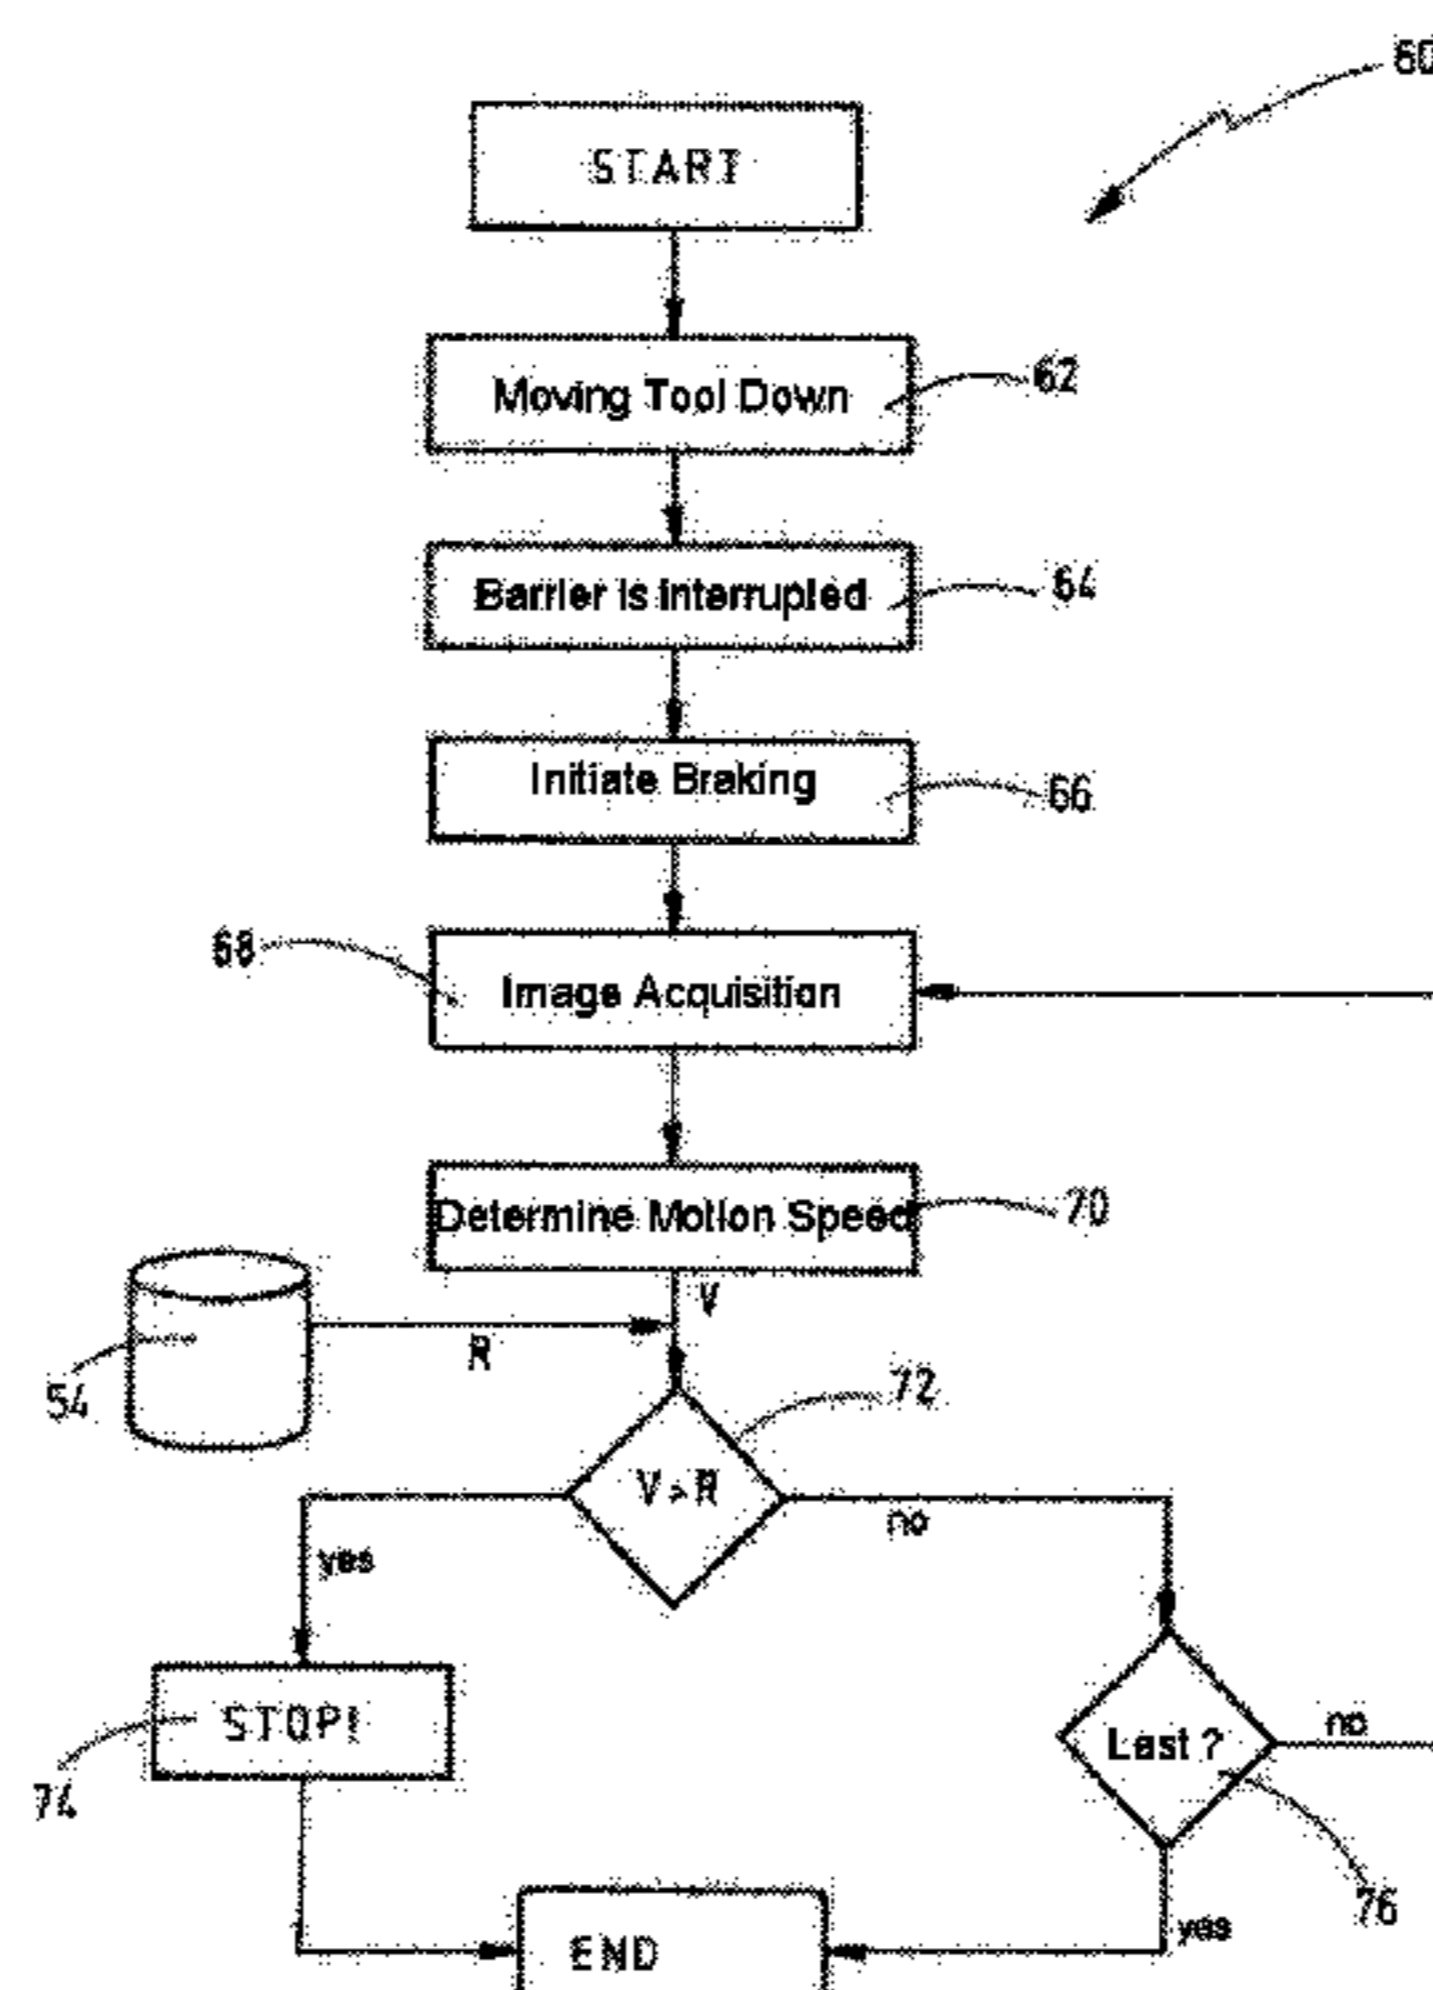 60
START
Moving Tool Down
62
Barrier is Interrupted
64
Initiate Braking
66
68
Image Acquisition
Determine Motion Speed
70
V
R
54
72
V>R
no
yes
STOP!
74
Last ?
no
76
yes
END